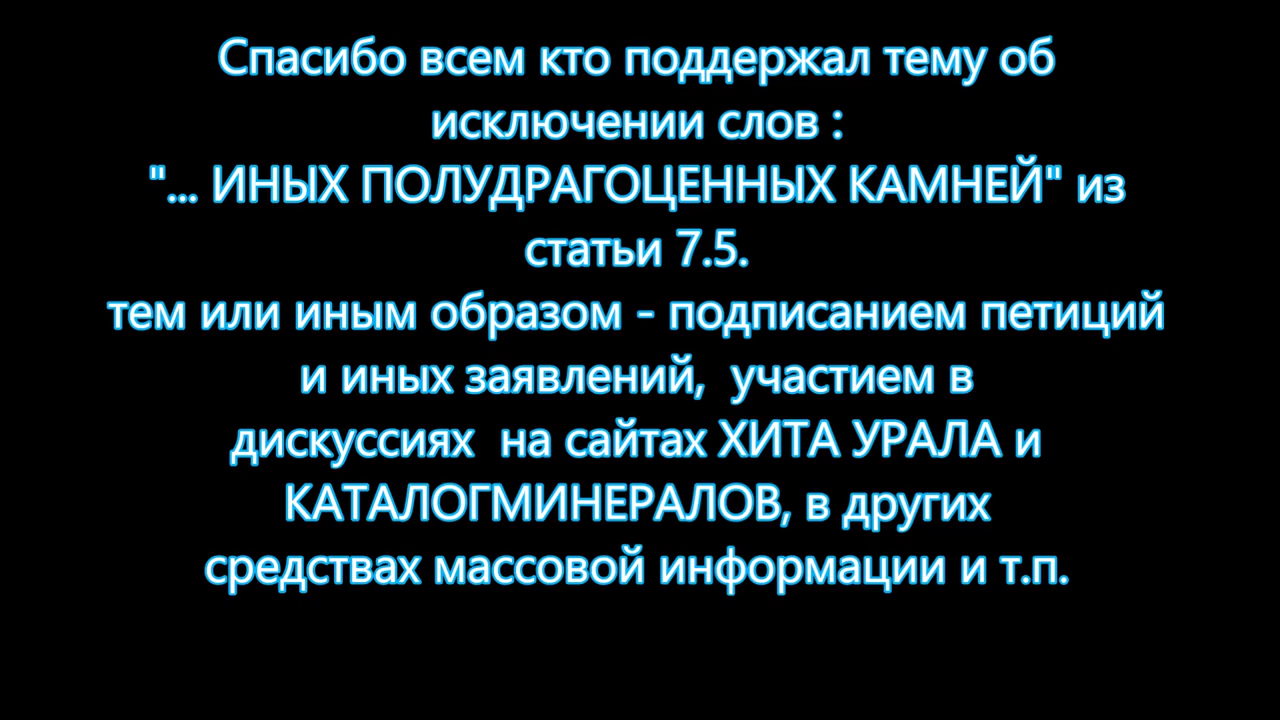 Спасибо всем кто поддержал тему об
исключении слов :
"... ИНЫХ ПОЛУДРАГОЦЕННЫХ КАМНЕЙ" из
статьи 7.5.
тем или иным образом - подписанием петиций
и иных заявлений,  участием в
дискуссиях  на сайтах ХИТА УРАЛА и
КАТАЛОГМИНЕРАЛОВ, в других
средствах массовой информации и т.п.